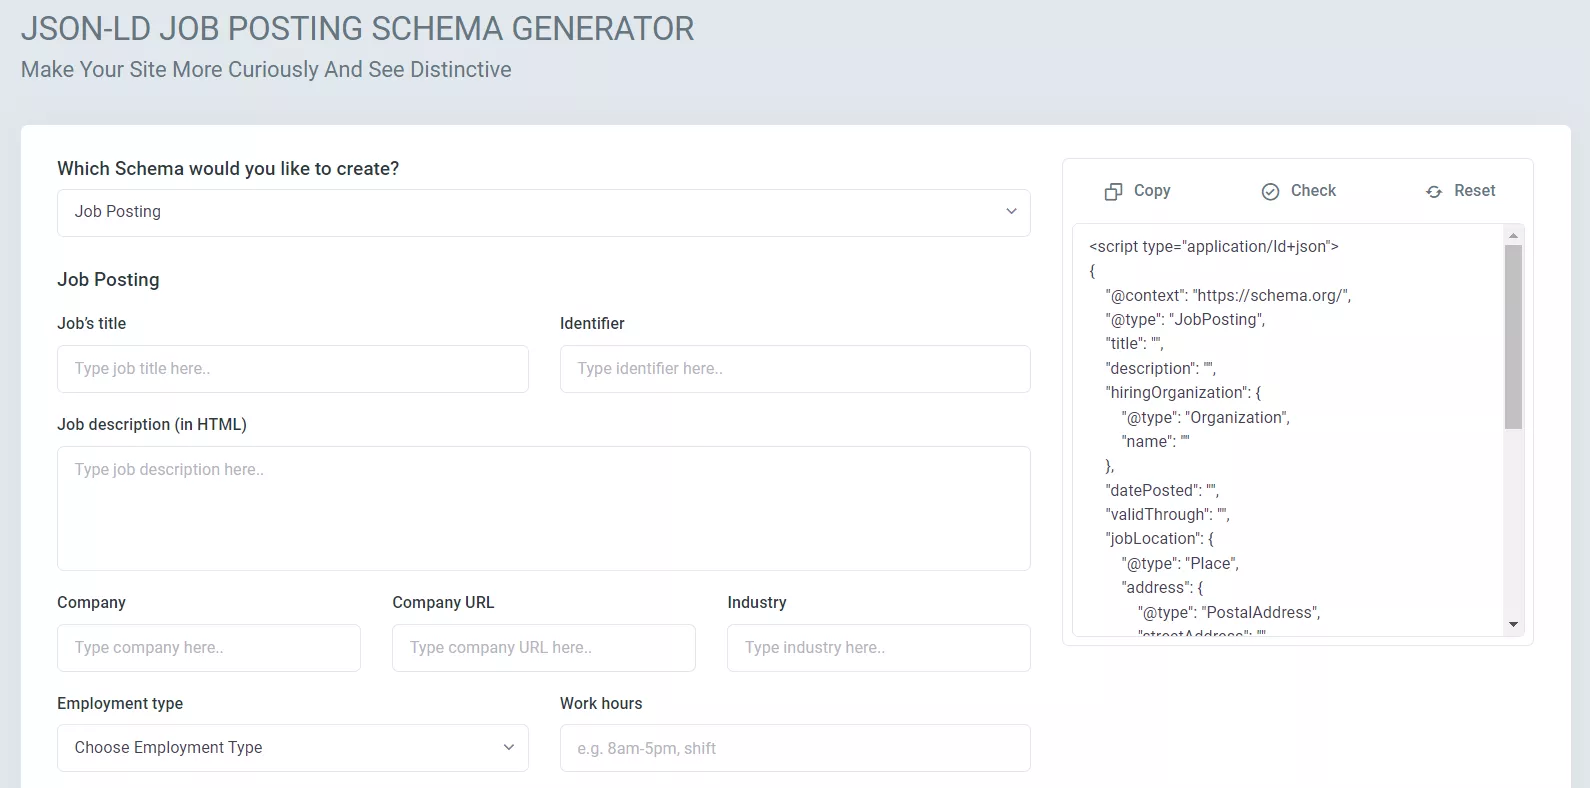 JSON-LD JOB POSTING SCHEMA GENERATOR
Make Your Site More Curiously And See Distinctive
Which Schema would you like to create?
Job Posting
Job Posting
Job’s title
Identifier
Type job title here..
Type identifier here..
Job description (in HTML)
Type job description here..
Company
Company URL
Industry
Type company here..
Type company URL here..
Type industry here..
Employment type
Work hours
Choose Employment Type
e.g. 8am-5pm, shift
Copy
Check
Reset
<script type="application/ld+json">
{
"@context": "https://schema.org/",
"@type": "JobPosting",
"title": "",
"description": "",
"hiringOrganization": {
"@type": "Organization",
"name": ""
},
"datePosted": "",
"validThrough": "",
"jobLocation": {
"@type": "Place",
"address": {
"@type": "PostalAddress",
"streetAddress": ""